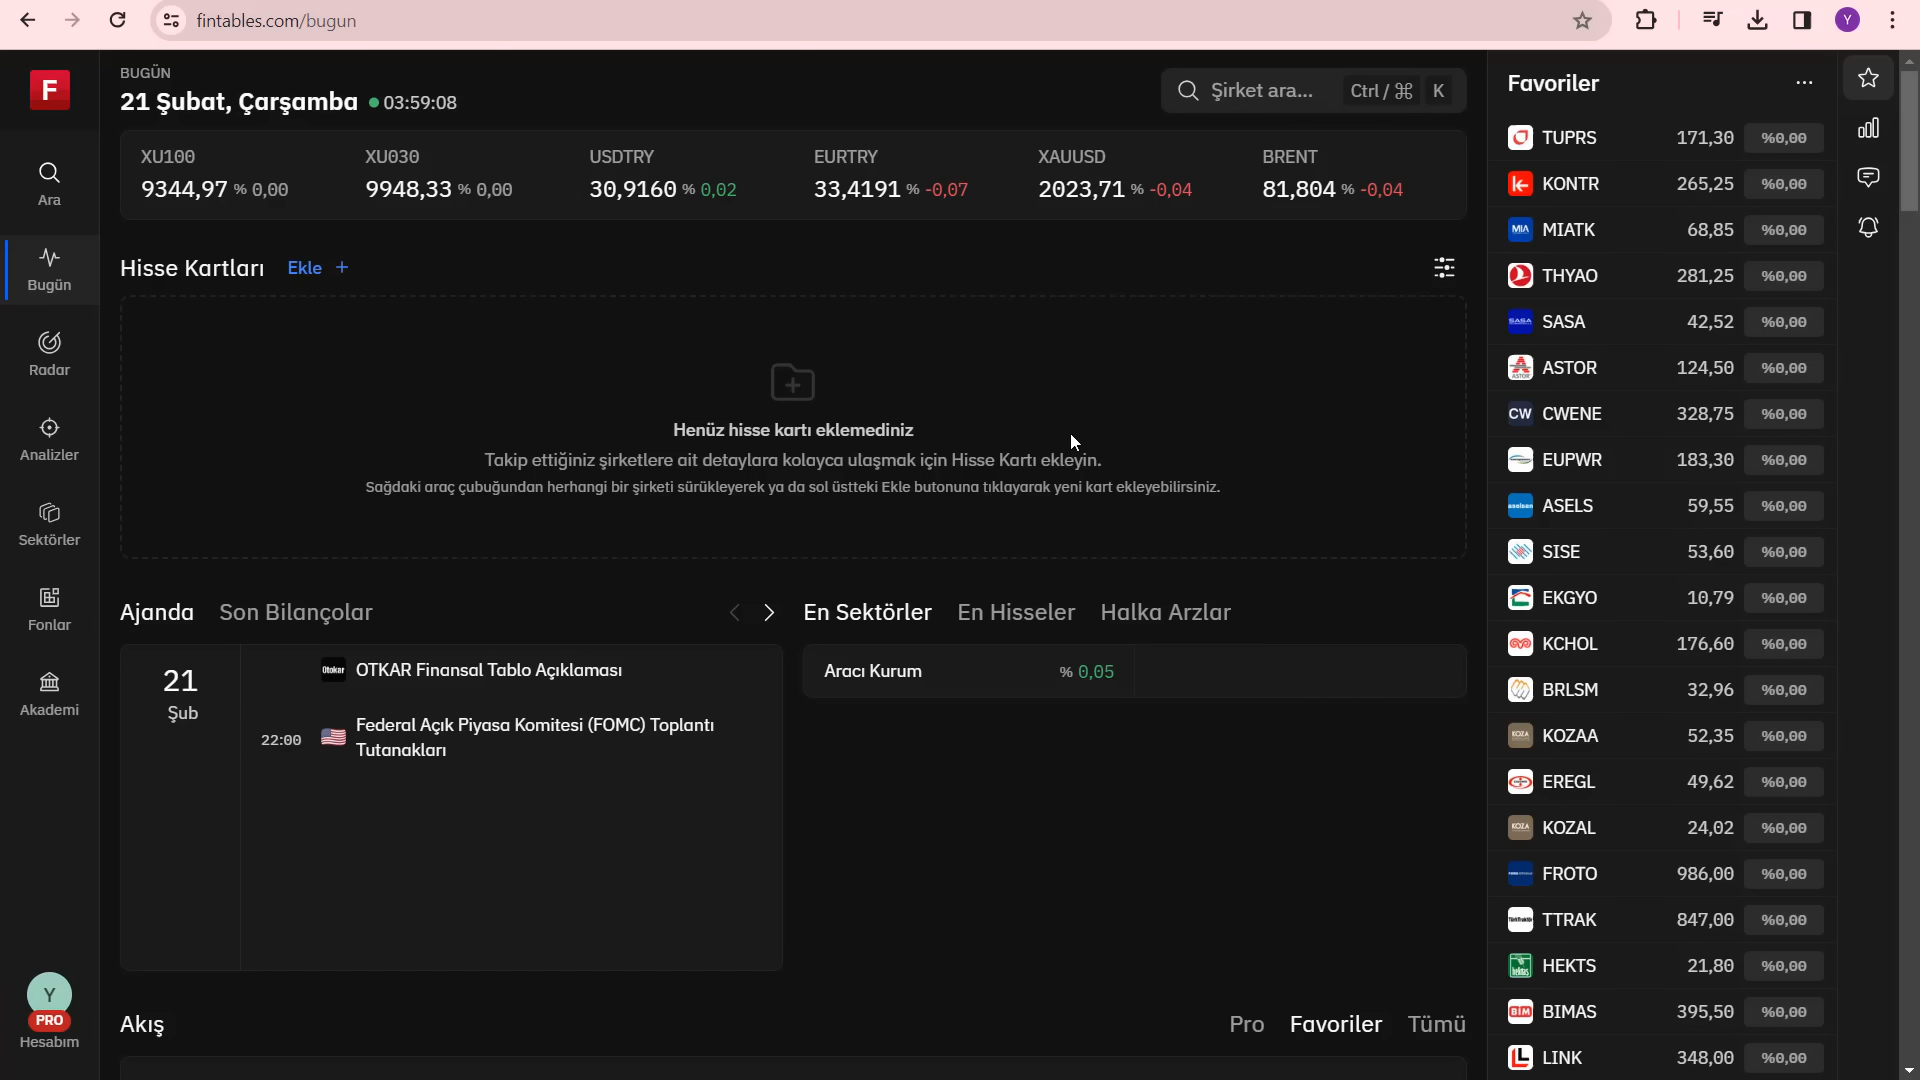 fintables.com/bugun
Y
F
Ara
Bugün
Radar
Analizler
Sektörler
Fonlar
Akademi
Y
PRO
Hesabım
BUGÜN
21 Şubat, Çarşamba 03:59:08
Şirket ara... Ctrl / ⌘ K
XU100 XU030 USDTRY EURTRY XAUUSD BRENT
9344,97 % 0,00 9948,33 % 0,00 30,9160 % 0,02 33,4191 % -0,07 2023,71 % -0,04 81,804 % -0,04
Hisse Kartları Ekle +
Henüz hisse kartı eklemediniz
Takip ettiğiniz şirketlere ait detaylara kolayca ulaşmak için Hisse Kartı ekleyin.
Sağdaki araç çubuğundan herhangi bir şirketi sürükleyerek ya da sol üstteki Ekle butonuna tıklayarak yeni kart ekleyebilirsiniz.
Ajanda Son Bilançolar
21
Şub
Otokar OTKAR Finansal Tablo Açıklaması
22:00 Federal Açık Piyasa Komitesi (FOMC) Toplantı
Tutanakları
En Sektörler En Hisseler Halka Arzlar
Aracı Kurum % 0,05
Akış
Pro Favoriler Tümü
Favoriler ...
TUPRS 171,30 %0,00
KONTR 265,25 %0,00
MIA MIATK 68,85 %0,00
THYAO 281,25 %0,00
SASA SASA 42,52 %0,00
ASTOR ASTOR 124,50 %0,00
CW CWENE 328,75 %0,00
EUPWR 183,30 %0,00
aselsan ASELS 59,55 %0,00
SISE 53,60 %0,00
EKGYO 10,79 %0,00
KCHOL 176,60 %0,00
BRLSM 32,96 %0,00
KOZA KOZAA 52,35 %0,00
EREGL 49,62 %0,00
KOZA KOZAL 24,02 %0,00
FROTO 986,00 %0,00
TürkTraktör TTRAK 847,00 %0,00
hektaş HEKTS 21,80 %0,00
BIM BIMAS 395,50 %0,00
LINK 348,00 %0,00